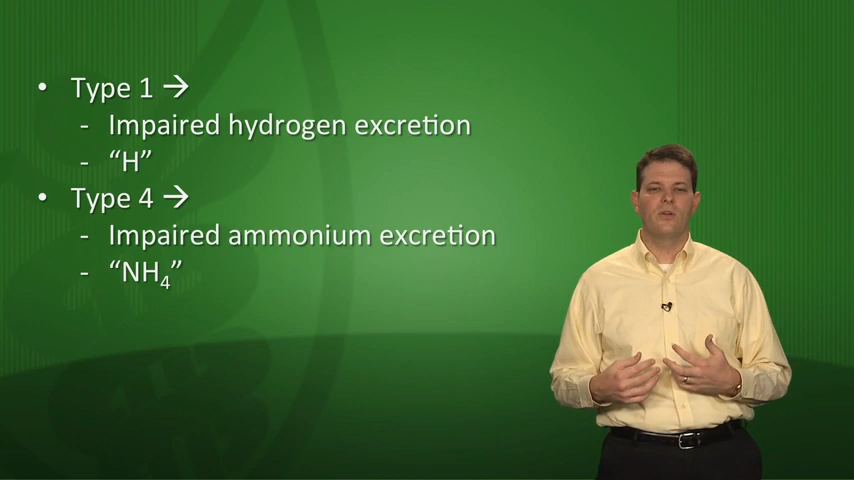 • Type 1 →
- Impaired hydrogen excretion
- “H”
• Type 4 →
- Impaired ammonium excretion
- “NH₄”